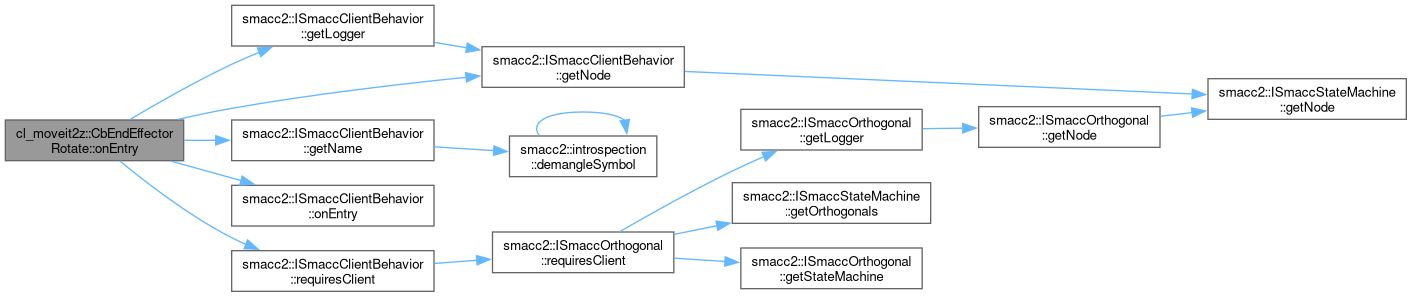 cl_moveit2z::CbEndEffector
Rotate::onEntry
smacc2::ISmaccClientBehavior
::getLogger
smacc2::ISmaccClientBehavior
::getNode
smacc2::ISmaccClientBehavior
::getName
smacc2::introspection
::demangleSymbol
smacc2::ISmaccClientBehavior
::onEntry
smacc2::ISmaccClientBehavior
::requiresClient
smacc2::ISmaccOrthogonal
::requiresClient
smacc2::ISmaccOrthogonal
::getLogger
smacc2::ISmaccStateMachine
::getOrthogonals
smacc2::ISmaccOrthogonal
::getStateMachine
smacc2::ISmaccOrthogonal
::getNode
smacc2::ISmaccStateMachine
::getNode